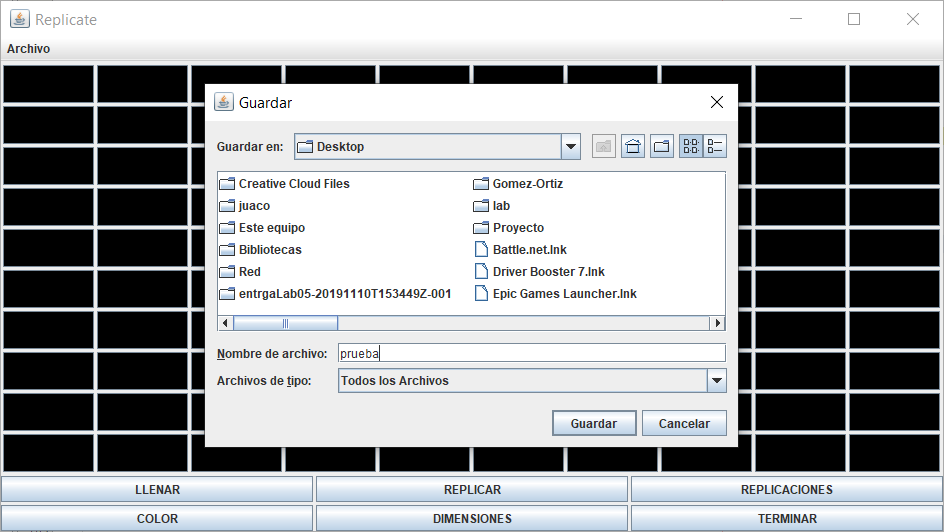 Replicate
Archivo
Guardar
Guardar en: Desktop
Creative Cloud Files
juaco
Este equipo
Bibliotecas
Red
entrgaLab05-20191110T153449Z-001
Gomez-Ortiz
lab
Proyecto
Battle.net.lnk
Driver Booster 7.lnk
Epic Games Launcher.lnk
Nombre de archivo: prueba
Archivos de tipo: Todos los Archivos
Guardar Cancelar
LLENAR REPLICAR REPLICACIONES
COLOR DIMENSIONES TERMINAR